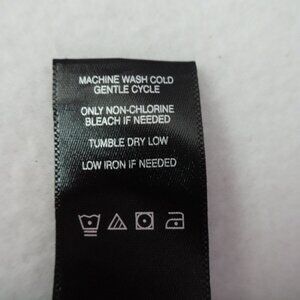 MACHINE WASH COLD
GENTLE CYCLE
ONLY NON-CHLORINE
BLEACH IF NEEDED
TUMBLE DRY LOW
LOW IRON IF NEEDED